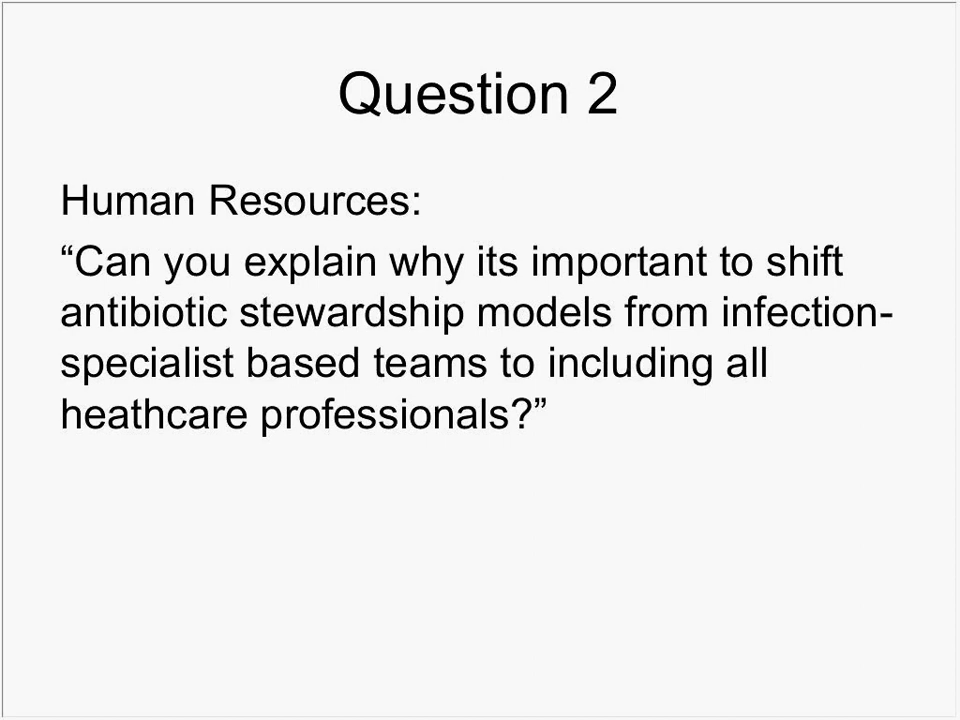 Question 2
Human Resources:
“Can you explain why its important to shift
antibiotic stewardship models from infection-
specialist based teams to including all
heathcare professionals?”